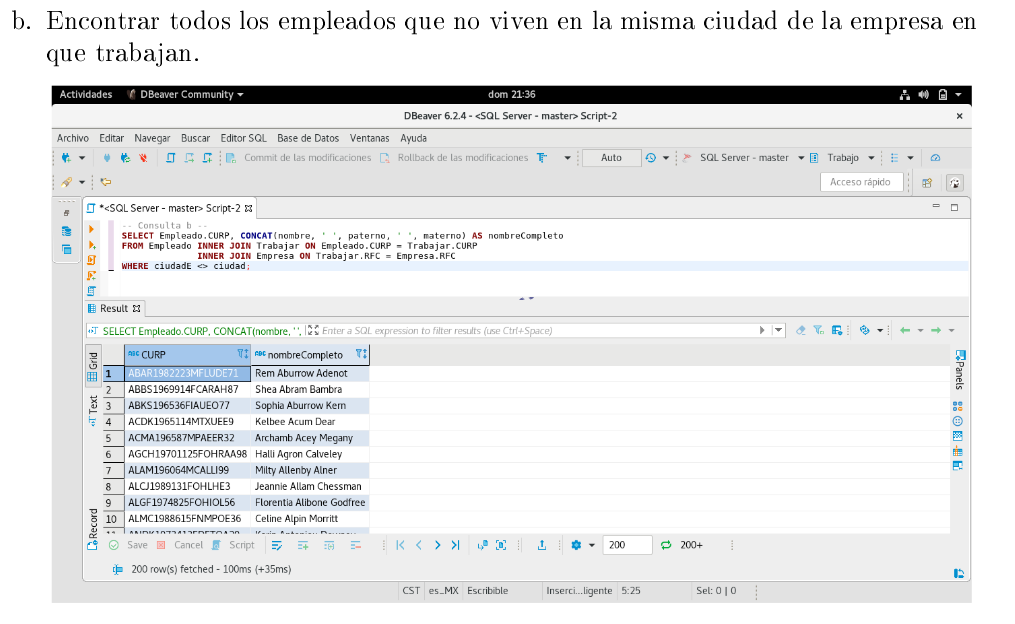 b. Encontrar todos los empleados que no viven en la misma ciudad de la empresa en
que trabajan.
Actividades DBeaver Community dom 21:36
DBeaver 6.2.4 - <SQL Server - master> Script-2
Archivo Editar Navegar Buscar Editor SQL Base de Datos Ventanas Ayuda
Commit de las modificaciones Rollback de las modificaciones Auto SQL Server - master Trabajo
Acceso rápido
*<SQL Server - master> Script-2
-- Consulta b --
SELECT Empleado.CURP, CONCAT(nombre, ' ', paterno, ' ', materno) AS nombreCompleto
FROM Empleado INNER JOIN Trabajar ON Empleado.CURP = Trabajar.CURP
INNER JOIN Empresa ON Trabajar.RFC = Empresa.RFC
WHERE ciudadE <> ciudad;
Result
SELECT Empleado.CURP, CONCAT(nombre, ' ', Enter a SQL expression to filter results (use Ctrl+Space)
Grid
Text
Record
Panels
ABC CURP ABC nombreCompleto
1 ABAR1982223MFLUDE71 Rem Aburrow Adenot
2 ABBS1969914FCARAH87 Shea Abram Bambra
3 ABKS196536FIAUEO77 Sophia Aburrow Kem
4 ACDK1965114MTXUEE9 Kelbee Acum Dear
5 ACMA196587MPAEER32 Archamb Acey Megany
6 AGCH19701125FOHRAA98 Halli Agron Calveley
7 ALAM196064MCALLI99 Milty Allenby Alner
8 ALCJ1989131FOHLHE3 Jeannie Allam Chessman
9 ALGF1974825FOHIOL56 Florentia Alibone Godfree
10 ALMC1988615FNMPOE36 Celine Alpin Morritt
Save Cancel Script 200 200+
200 row(s) fetched - 100ms (+35ms)
CST es_MX Escribible Inserci...ligente 5:25 Sel: 0 | 0